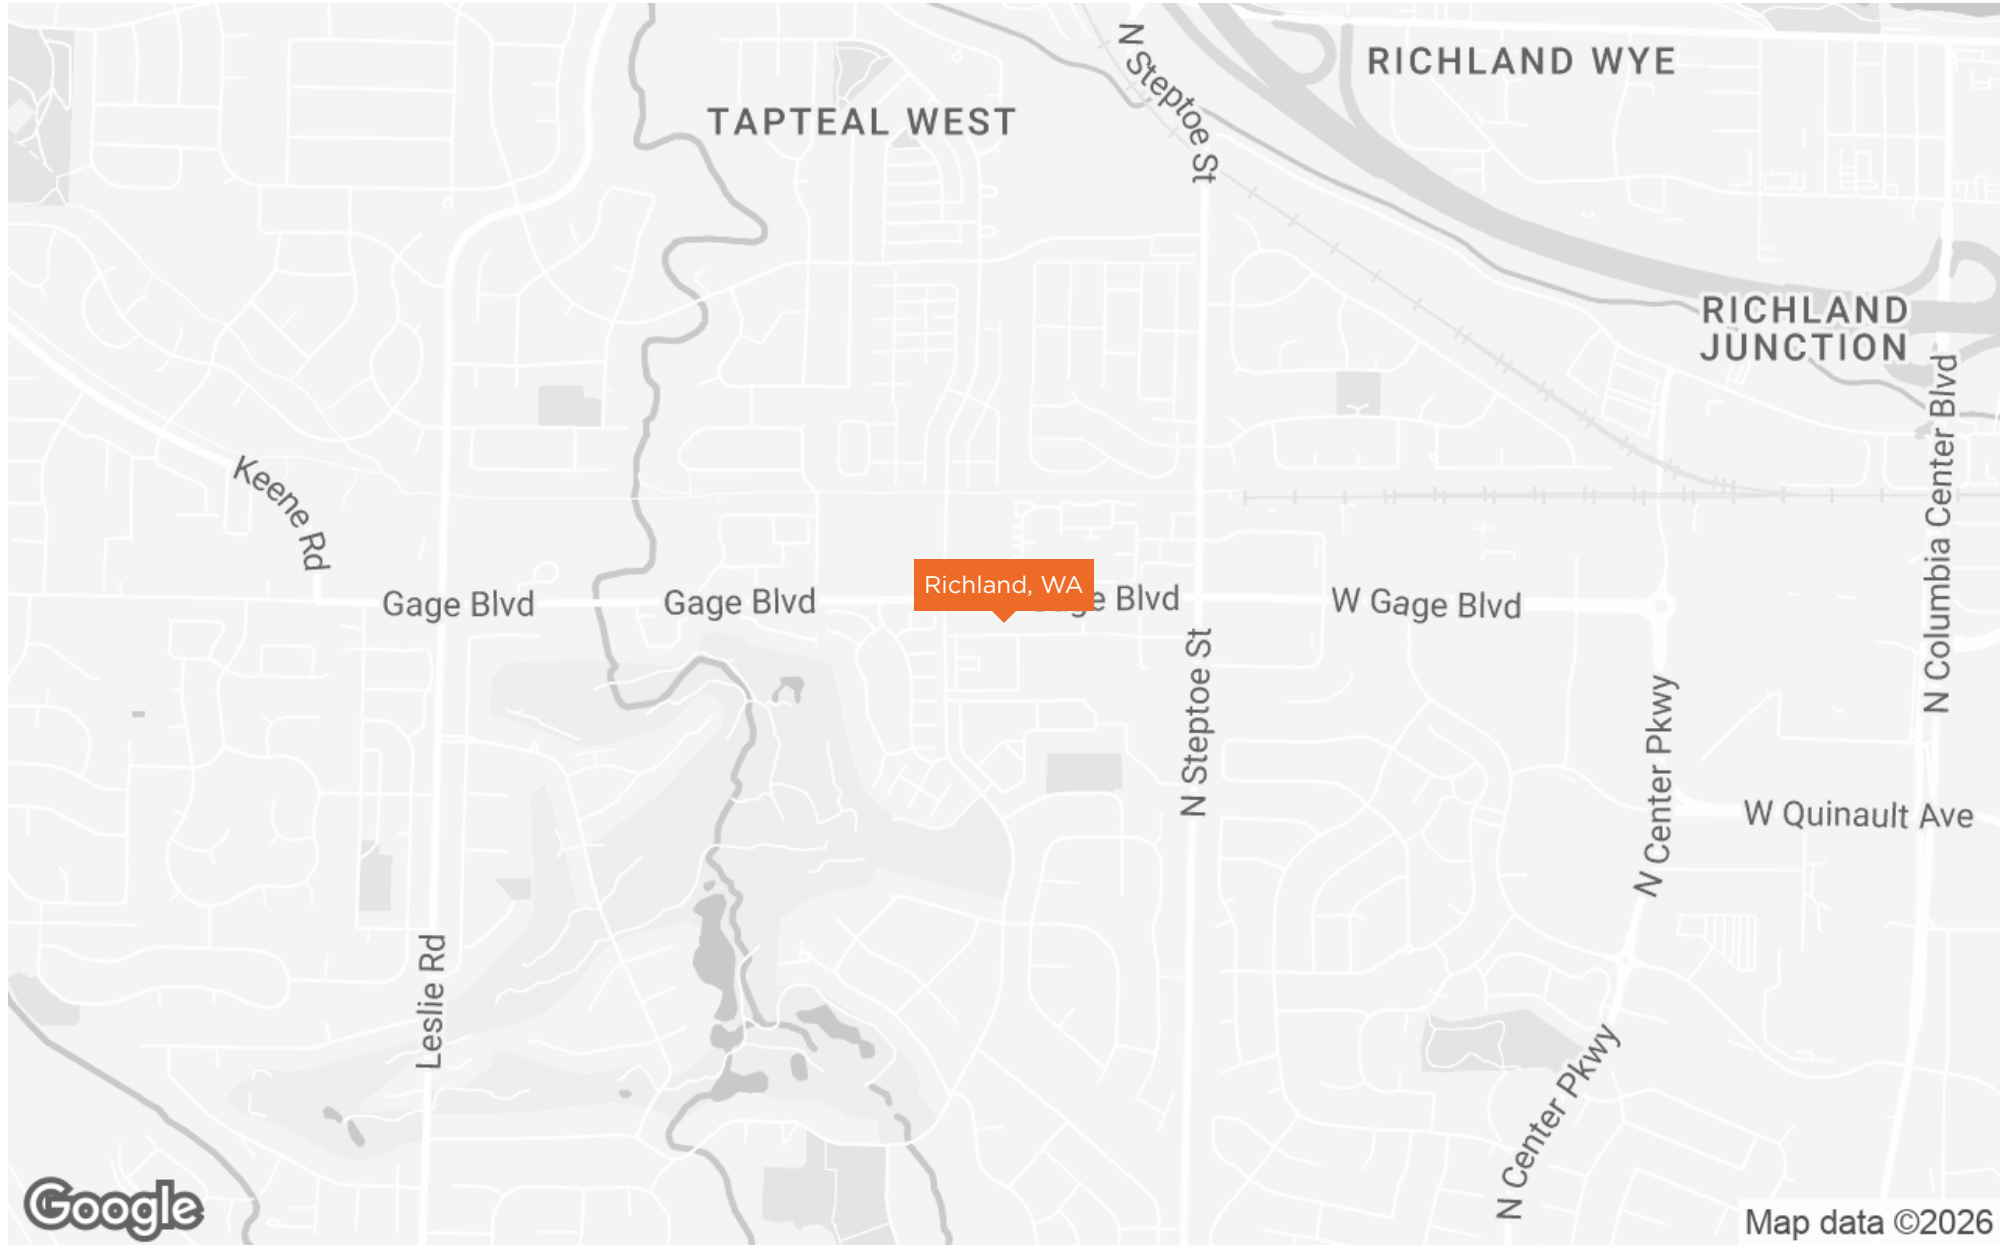 N Steptoe St
RICHLAND WYE
TAPTEAL WEST
RICHLAND
JUNCTION
N Columbia Center Blvd
Keene Rd
Richland, WA
Gage Blvd
Gage Blvd
ge Blvd
W Gage Blvd
N Steptoe St
N Center Pkwy
W Quinault Ave
Leslie Rd
N Center Pkwy
Google
Map data ©2026